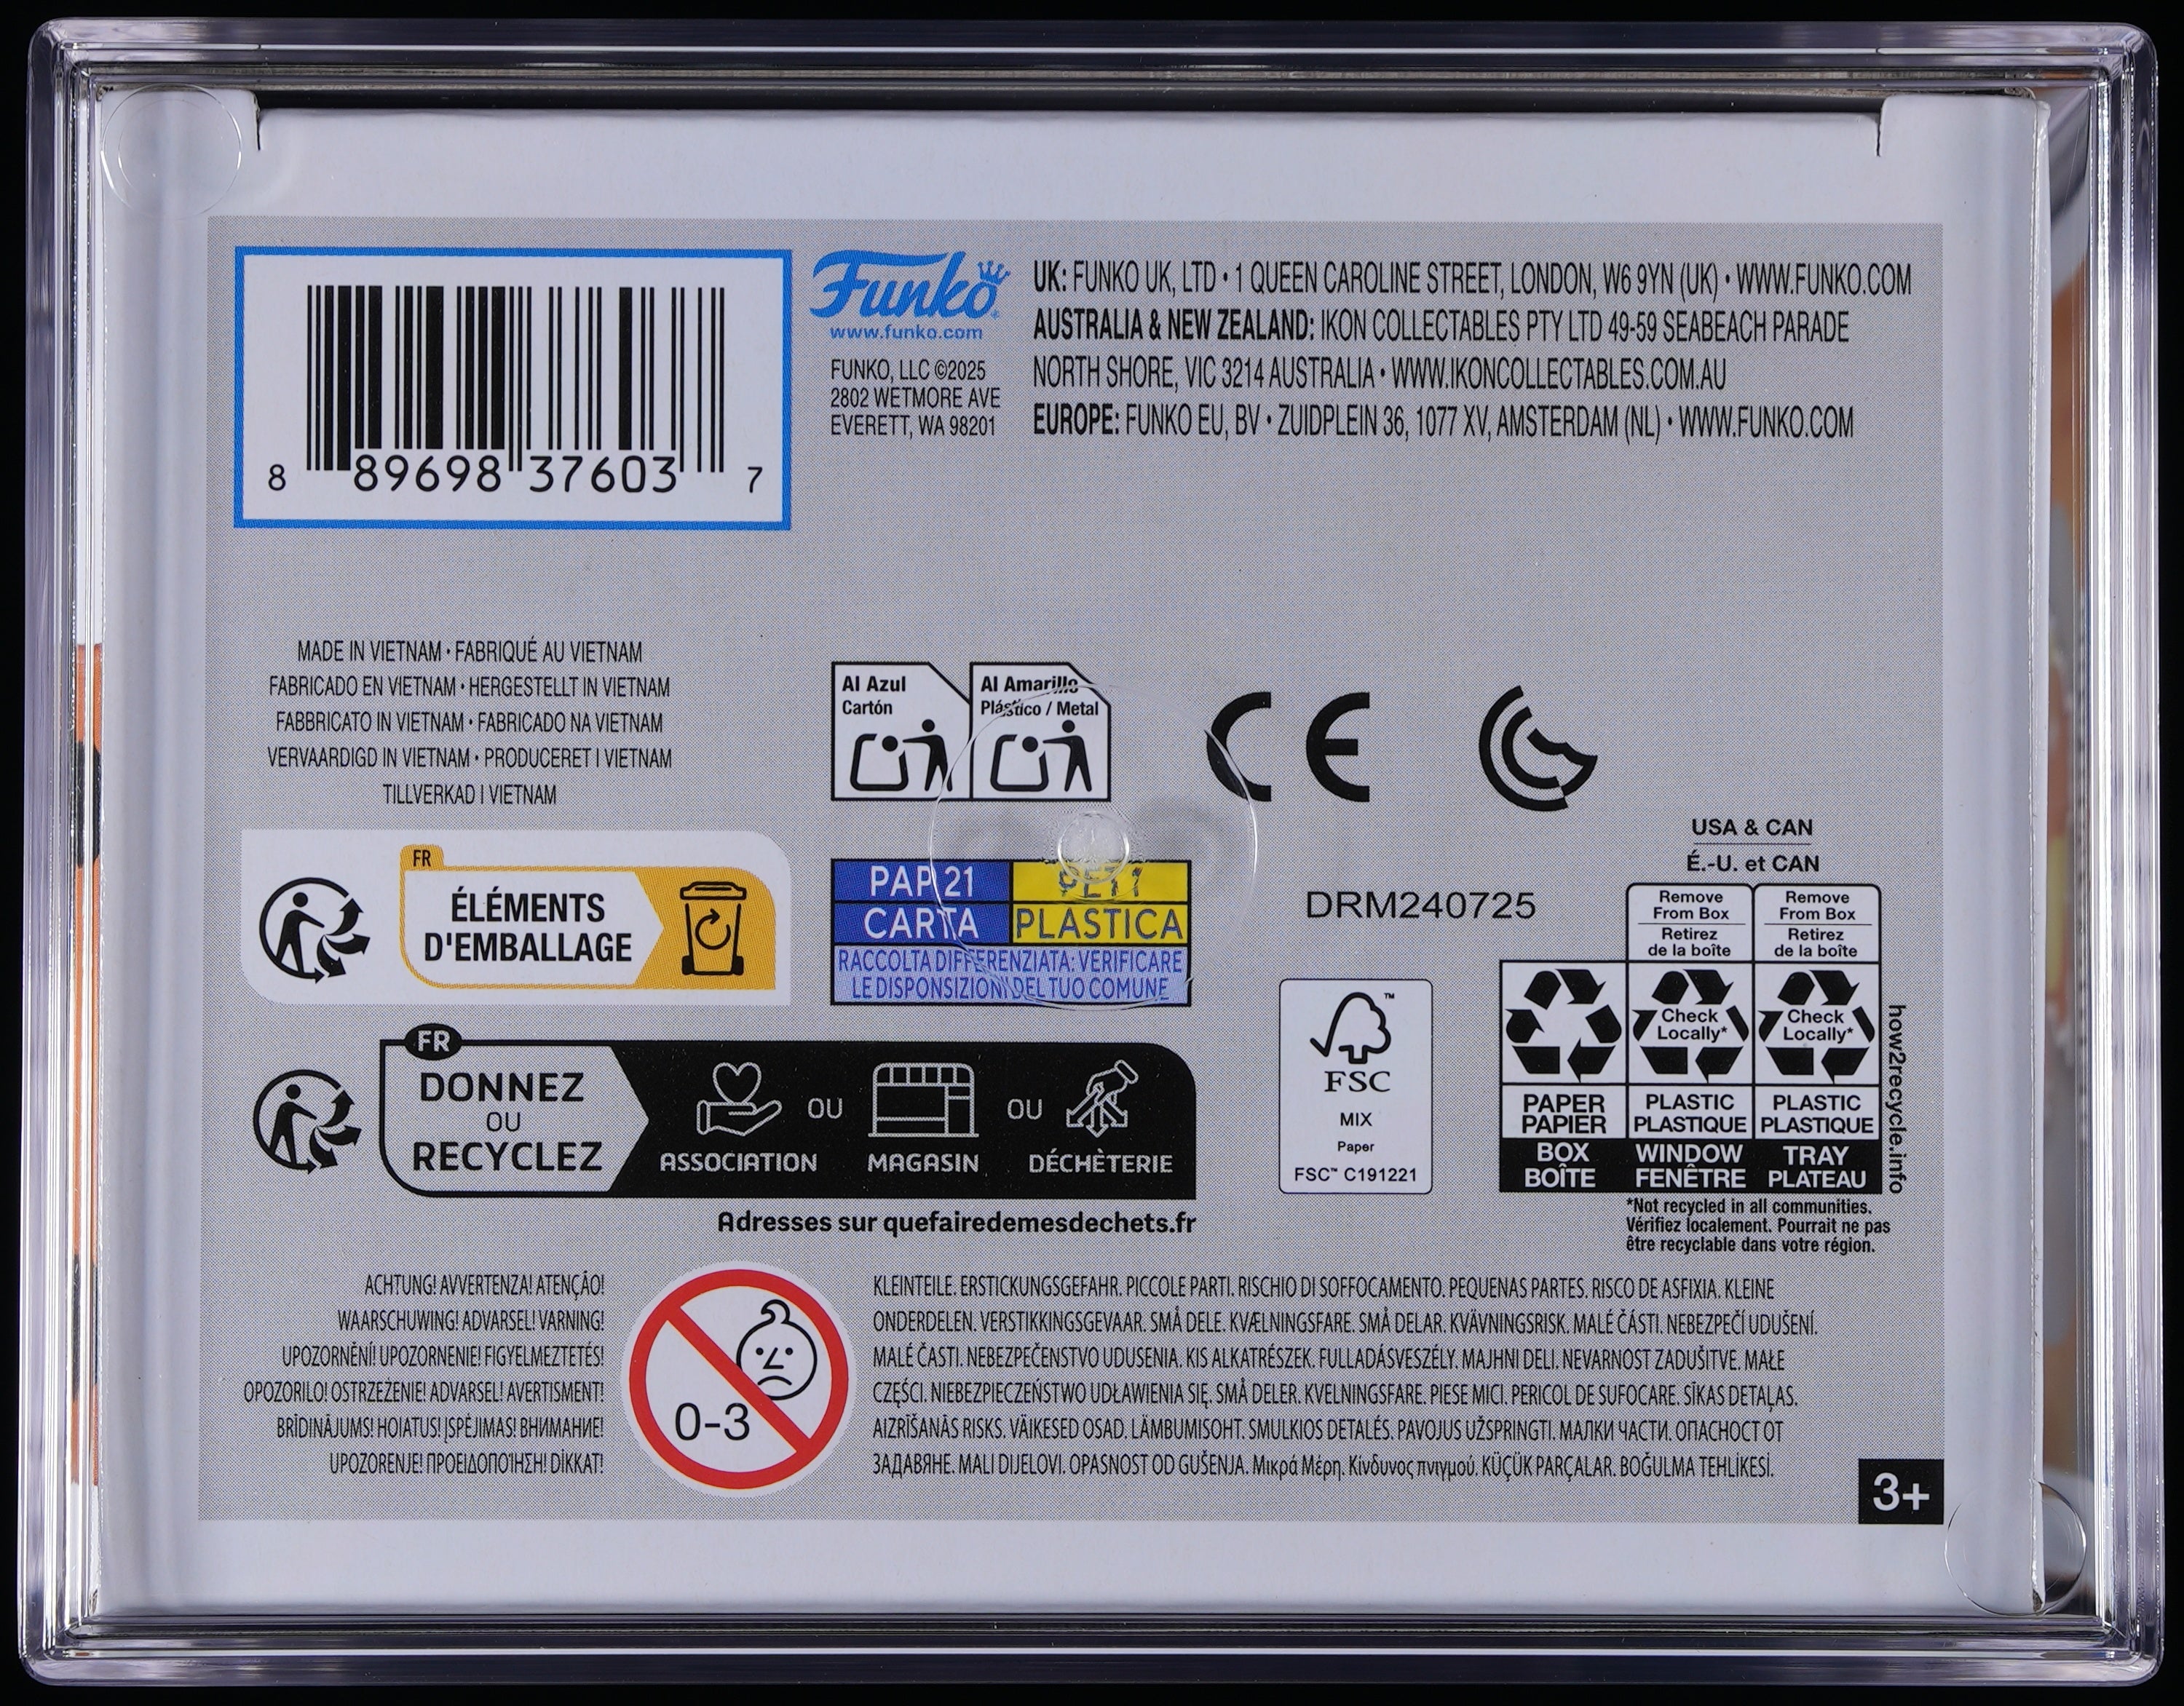 8 89698 37603 7
Funko
www.funko.com
FUNKO, LLC ©2025
2802 WETMORE AVE
EVERETT, WA 98201
UK: FUNKO UK, LTD • 1 QUEEN CAROLINE STREET, LONDON, W6 9YN (UK) • WWW.FUNKO.COM
AUSTRALIA & NEW ZEALAND: IKON COLLECTABLES PTY LTD 49-59 SEABEACH PARADE
NORTH SHORE, VIC 3214 AUSTRALIA • WWW.IKONCOLLECTABLES.COM.AU
EUROPE: FUNKO EU, BV • ZUIDPLEIN 36, 1077 XV, AMSTERDAM (NL) • WWW.FUNKO.COM
MADE IN VIETNAM • FABRIQUÉ AU VIETNAM
FABRICADO EN VIETNAM • HERGESTELLT IN VIETNAM
FABBRICATO IN VIETNAM • FABRICADO NA VIETNAM
VERVAARDIGD IN VIETNAM • PRODUCERET I VIETNAM
TILLVERKAD I VIETNAM
Al Azul
Cartón
Al Amarillo
Plástico / Metal
CE
FR
ÉLÉMENTS
D'EMBALLAGE
PAP 21
CARTA
PET1
PLASTICA
RACCOLTA DIFFERENZIATA: VERIFICARE
LE DISPONSIZIONI DEL TUO COMUNE
DRM240725
FSC™
MIX
Paper
FSC™ C191221
USA & CAN
É.-U. et CAN
Remove
From Box
Retirez
de la boîte
Remove
From Box
Retirez
de la boîte
Check
Locally*
Check
Locally*
PAPER
PAPIER
PLASTIC
PLASTIQUE
PLASTIC
PLASTIQUE
BOX
BOÎTE
WINDOW
FENÊTRE
TRAY
PLATEAU
how2recycle.info
*Not recycled in all communities.
Vérifiez localement. Pourrait ne pas
être recyclable dans votre région.
FR
DONNEZ
OU
RECYCLEZ
ASSOCIATION
OU
MAGASIN
OU
DÉCHÈTERIE
Adresses sur quefairedemesdechets.fr
ACHTUNG! AVVERTENZA! ATENÇÃO!
WAARSCHUWING! ADVARSEL! VARNING!
UPOZORNĚNÍ! UPOZORNENIE! FIGYELMEZTETÉS!
OPOZORILO! OSTRZEŻENIE! ADVARSEL! AVERTISMENT!
BRĪDINĀJUMS! HOIATUS! ĮSPĖJIMAS! ВНИМАНИЕ!
UPOZORENJE! ΠΡΟΕΙΔΟΠΟΊΗΣΗ! DİKKAT!
0-3
KLEINTEILE. ERSTICKUNGSGEFAHR. PICCOLE PARTI. RISCHIO DI SOFFOCAMENTO. PEQUENAS PARTES. RISCO DE ASFIXIA. KLEINE
ONDERDELEN. VERSTIKKINGSGEVAAR. SMÅ DELE. KVÆLNINGSFARE. SMÅ DELAR. KVÄVNINGSRISK. MALÉ ČÁSTI. NEBEZPEČÍ UDUŠENÍ.
MALÉ ČASTI. NEBEZPEČENSTVO UDUSENIA. KIS ALKATRÉSZEK. FULLADÁSVESZÉLY. MAJHNI DELI. NEVARNOST ZADUŠITVE. MAŁE
CZĘŚCI. NIEBEZPIECZEŃSTWO UDŁAWIENIA SIĘ. SMÅ DELER. KVELNINGSFARE. PIESE MICI. PERICOL DE SUFOCARE. SĪKAS DETAĻAS.
AIZRĪŠANĀS RISKS. VÄIKESED OSAD. LÄMBUMISOHT. SMULKIOS DETALĖS. PAVOJUS UŽSPRINGTI. МАЛКИ ЧАСТИ. ОПАСНОСТ ОТ
ЗАДАВЯНЕ. MALI DIJELOVI. OPASNOST OD GUŠENJA. Μικρά Μέρη. Κίνδυνος πνιγμού. KÜÇÜK PARÇALAR. BOĞULMA TEHLİKESİ.
3+